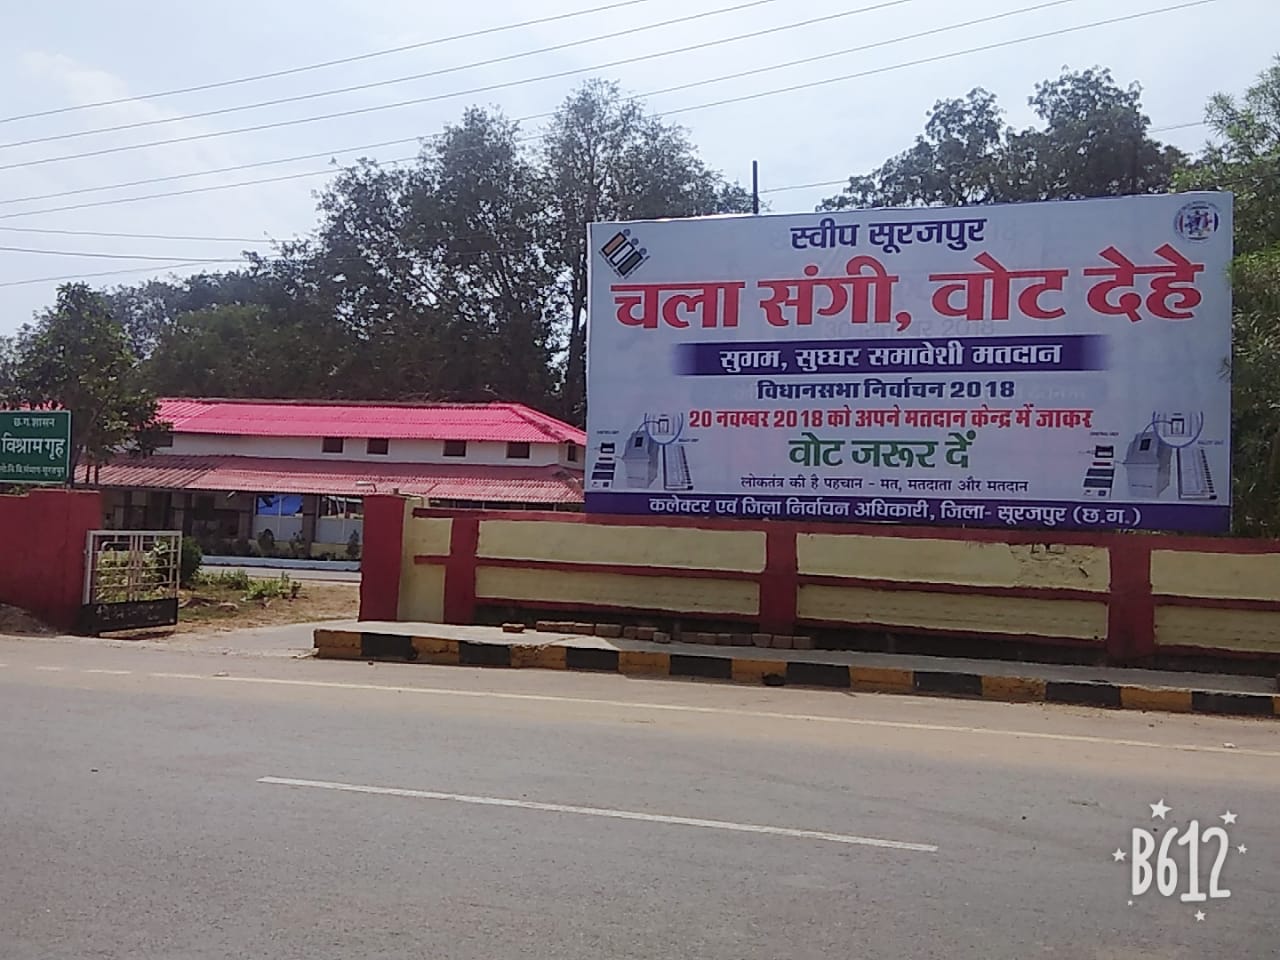 स्वीप सूरजपुर
चला संगी, वोट देहे
सुगम, सुघ्घर समावेशी मतदान
विधानसभा निर्वाचन 2018
20 नवम्बर 2018 को अपने मतदान केन्द्र में जाकर
वोट जरूर दें
लोकतंत्र की है पहचान - मत, मतदाता और मतदान
कलेक्टर एवं जिला निर्वाचन अधिकारी, जिला- सूरजपुर (छ.ग.)
छ.ग.शासन
विश्राम गृह
लो.नि.वि.संभाग-सूरजपुर
B612